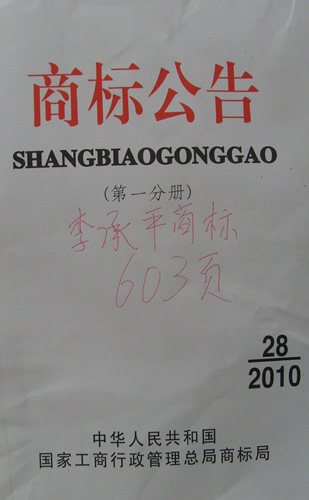 商标公告
SHANGBIAOGONGGAO
(第一分册)
李承平商标
603页
28
2010
中华人民共和国
国家工商行政管理总局商标局